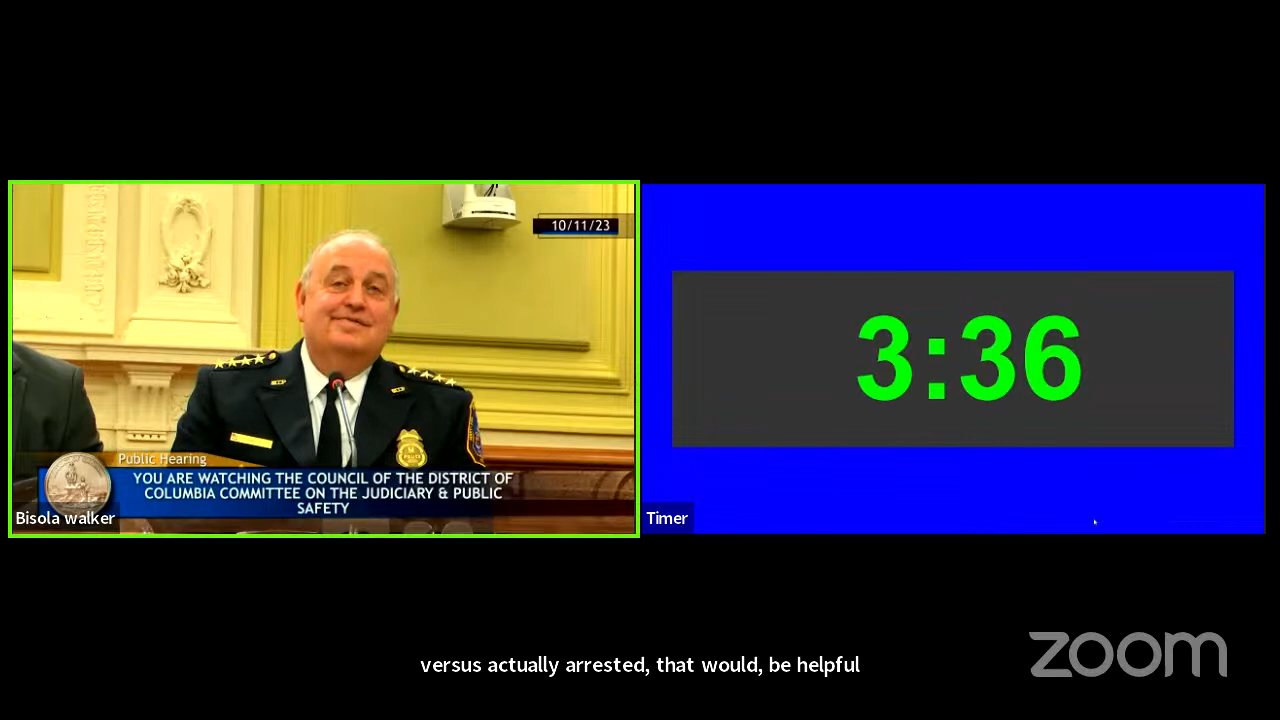 10/11/23
Public Hearing
YOU ARE WATCHING THE COUNCIL OF THE DISTRICT OF
COLUMBIA COMMITTEE ON THE JUDICIARY & PUBLIC
SAFETY
Bisola walker
3:36
Timer
versus actually arrested, that would, be helpful
zoom